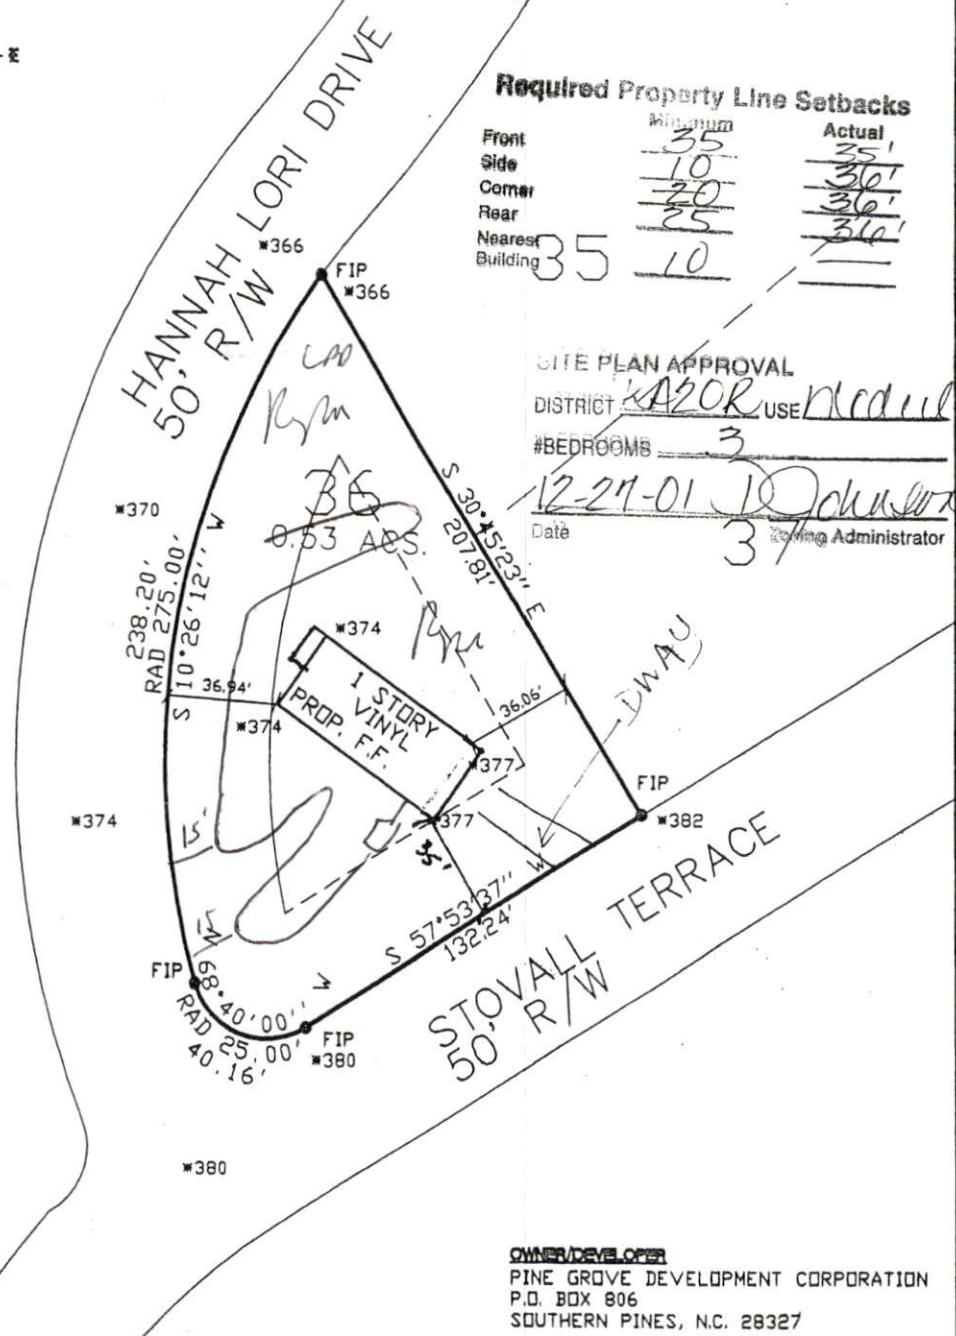 Required Property Line Setbacks
Minimum Actual
Front 35 35'
Side 10 36'
Corner 20 36'
Rear 25 36'
Nearest
Building 10
35
HANNAH LORI DRIVE
50' R/W
*366
FIP
*366
SITE PLAN APPROVAL
DISTRICT RA20R USE
#BEDROOMS 3
12-27-01 D Johnson
Date Zoning Administrator
37
36
0.53 ACS.
*370
S 30°45'23" E
207.81'
238.20'
RAD 275.00'
S 10°26'12" W
*374
36.94'
*374
1 STORY
VINYL
PROP. F.F.
36.06'
DWAY
*377
*377
FIP
*382
*374
15'
35'
15'
S 57°53'37" W
132.24'
STOVALL TERRACE
50' R/W
FIP
N 68°40'00" W
RAD 25.00'
40.16'
FIP
*380
*380
OWNER/DEVELOPER
PINE GROVE DEVELOPMENT CORPORATION
P.O. BOX 806
SOUTHERN PINES, N.C. 28327